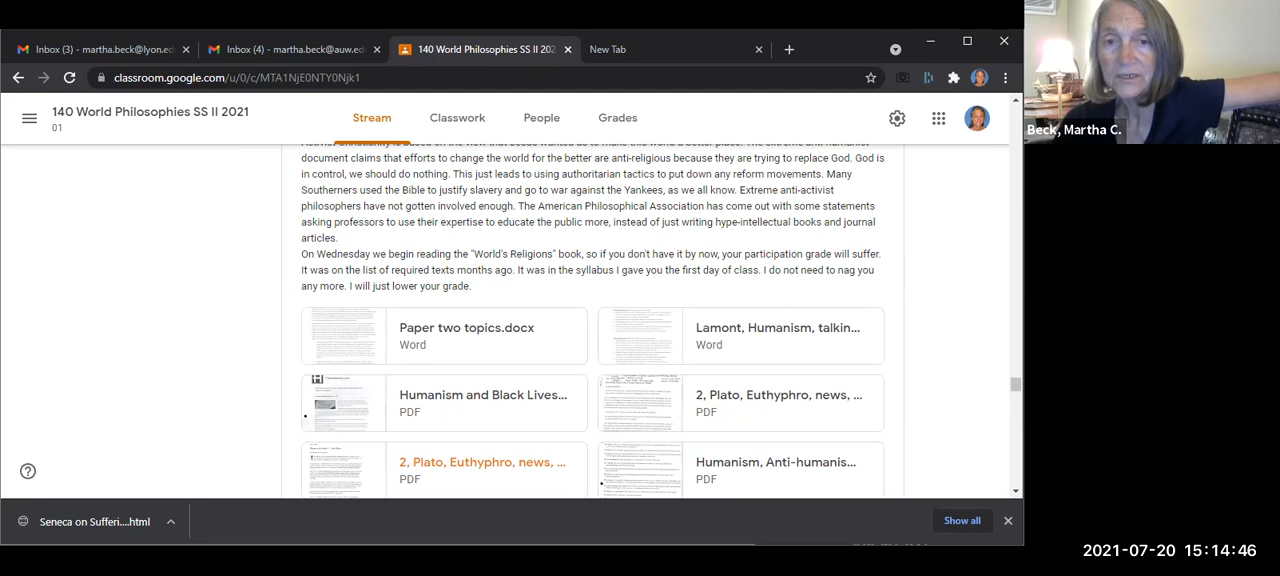 Inbox (3) - martha.beck@lyon.ed
Inbox (4) - martha.beck@auw.ed
140 World Philosophies SS II 202
New Tab
classroom.google.com/u/0/c/MTA1NjE0NTY0Njk1
140 World Philosophies SS II 2021
01
Stream
Classwork
People
Grades
Beck, Martha C.
document claims that efforts to change the world for the better are anti-religious because they are trying to replace God. God is
in control, we should do nothing. This just leads to using authoritarian tactics to put down any reform movements. Many
Southerners used the Bible to justify slavery and go to war against the Yankees, as we all know. Extreme anti-activist
philosophers have not gotten involved enough. The American Philosophical Association has come out with some statements
asking professors to use their expertise to educate the public more, instead of just writing hype-intellectual books and journal
articles.
On Wednesday we begin reading the "World's Religions" book, so if you don't have it by now, your participation grade will suffer.
It was on the list of required texts months ago. It was in the syllabus I gave you the first day of class. I do not need to nag you
any more. I will just lower your grade.
Paper two topics.docx
Word
Lamont, Humanism, talkin...
Word
Humanism and Black Lives...
PDF
2, Plato, Euthyphro, news, ...
PDF
2, Plato, Euthyphro, news, ...
PDF
Humanism Anti-humanis...
PDF
Seneca on Sufferi....html
Show all
2021-07-20 15:14:46